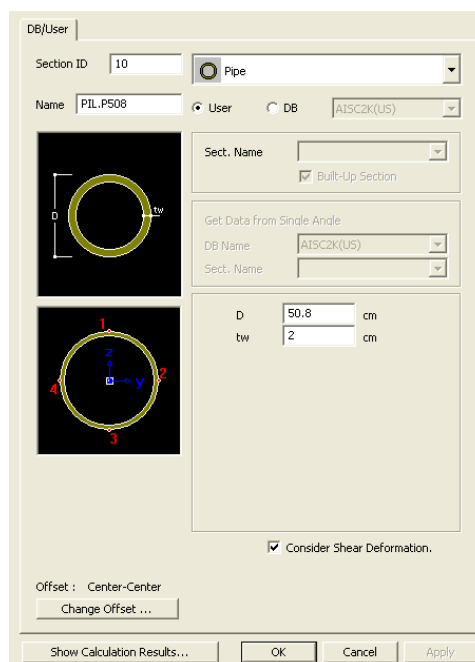 DB/User
Section ID 10 Pipe
Name PIL.P508 User DB AISC2K(US)
D tw
Sect. Name
Built-Up Section
Get Data from Single Angle
DB Name AISC2K(US)
Sect. Name
1
z
4 y 2
3
D 50.8 cm
tw 2 cm
Consider Shear Deformation.
Offset : Center-Center
Change Offset ...
Show Calculation Results... OK Cancel Apply